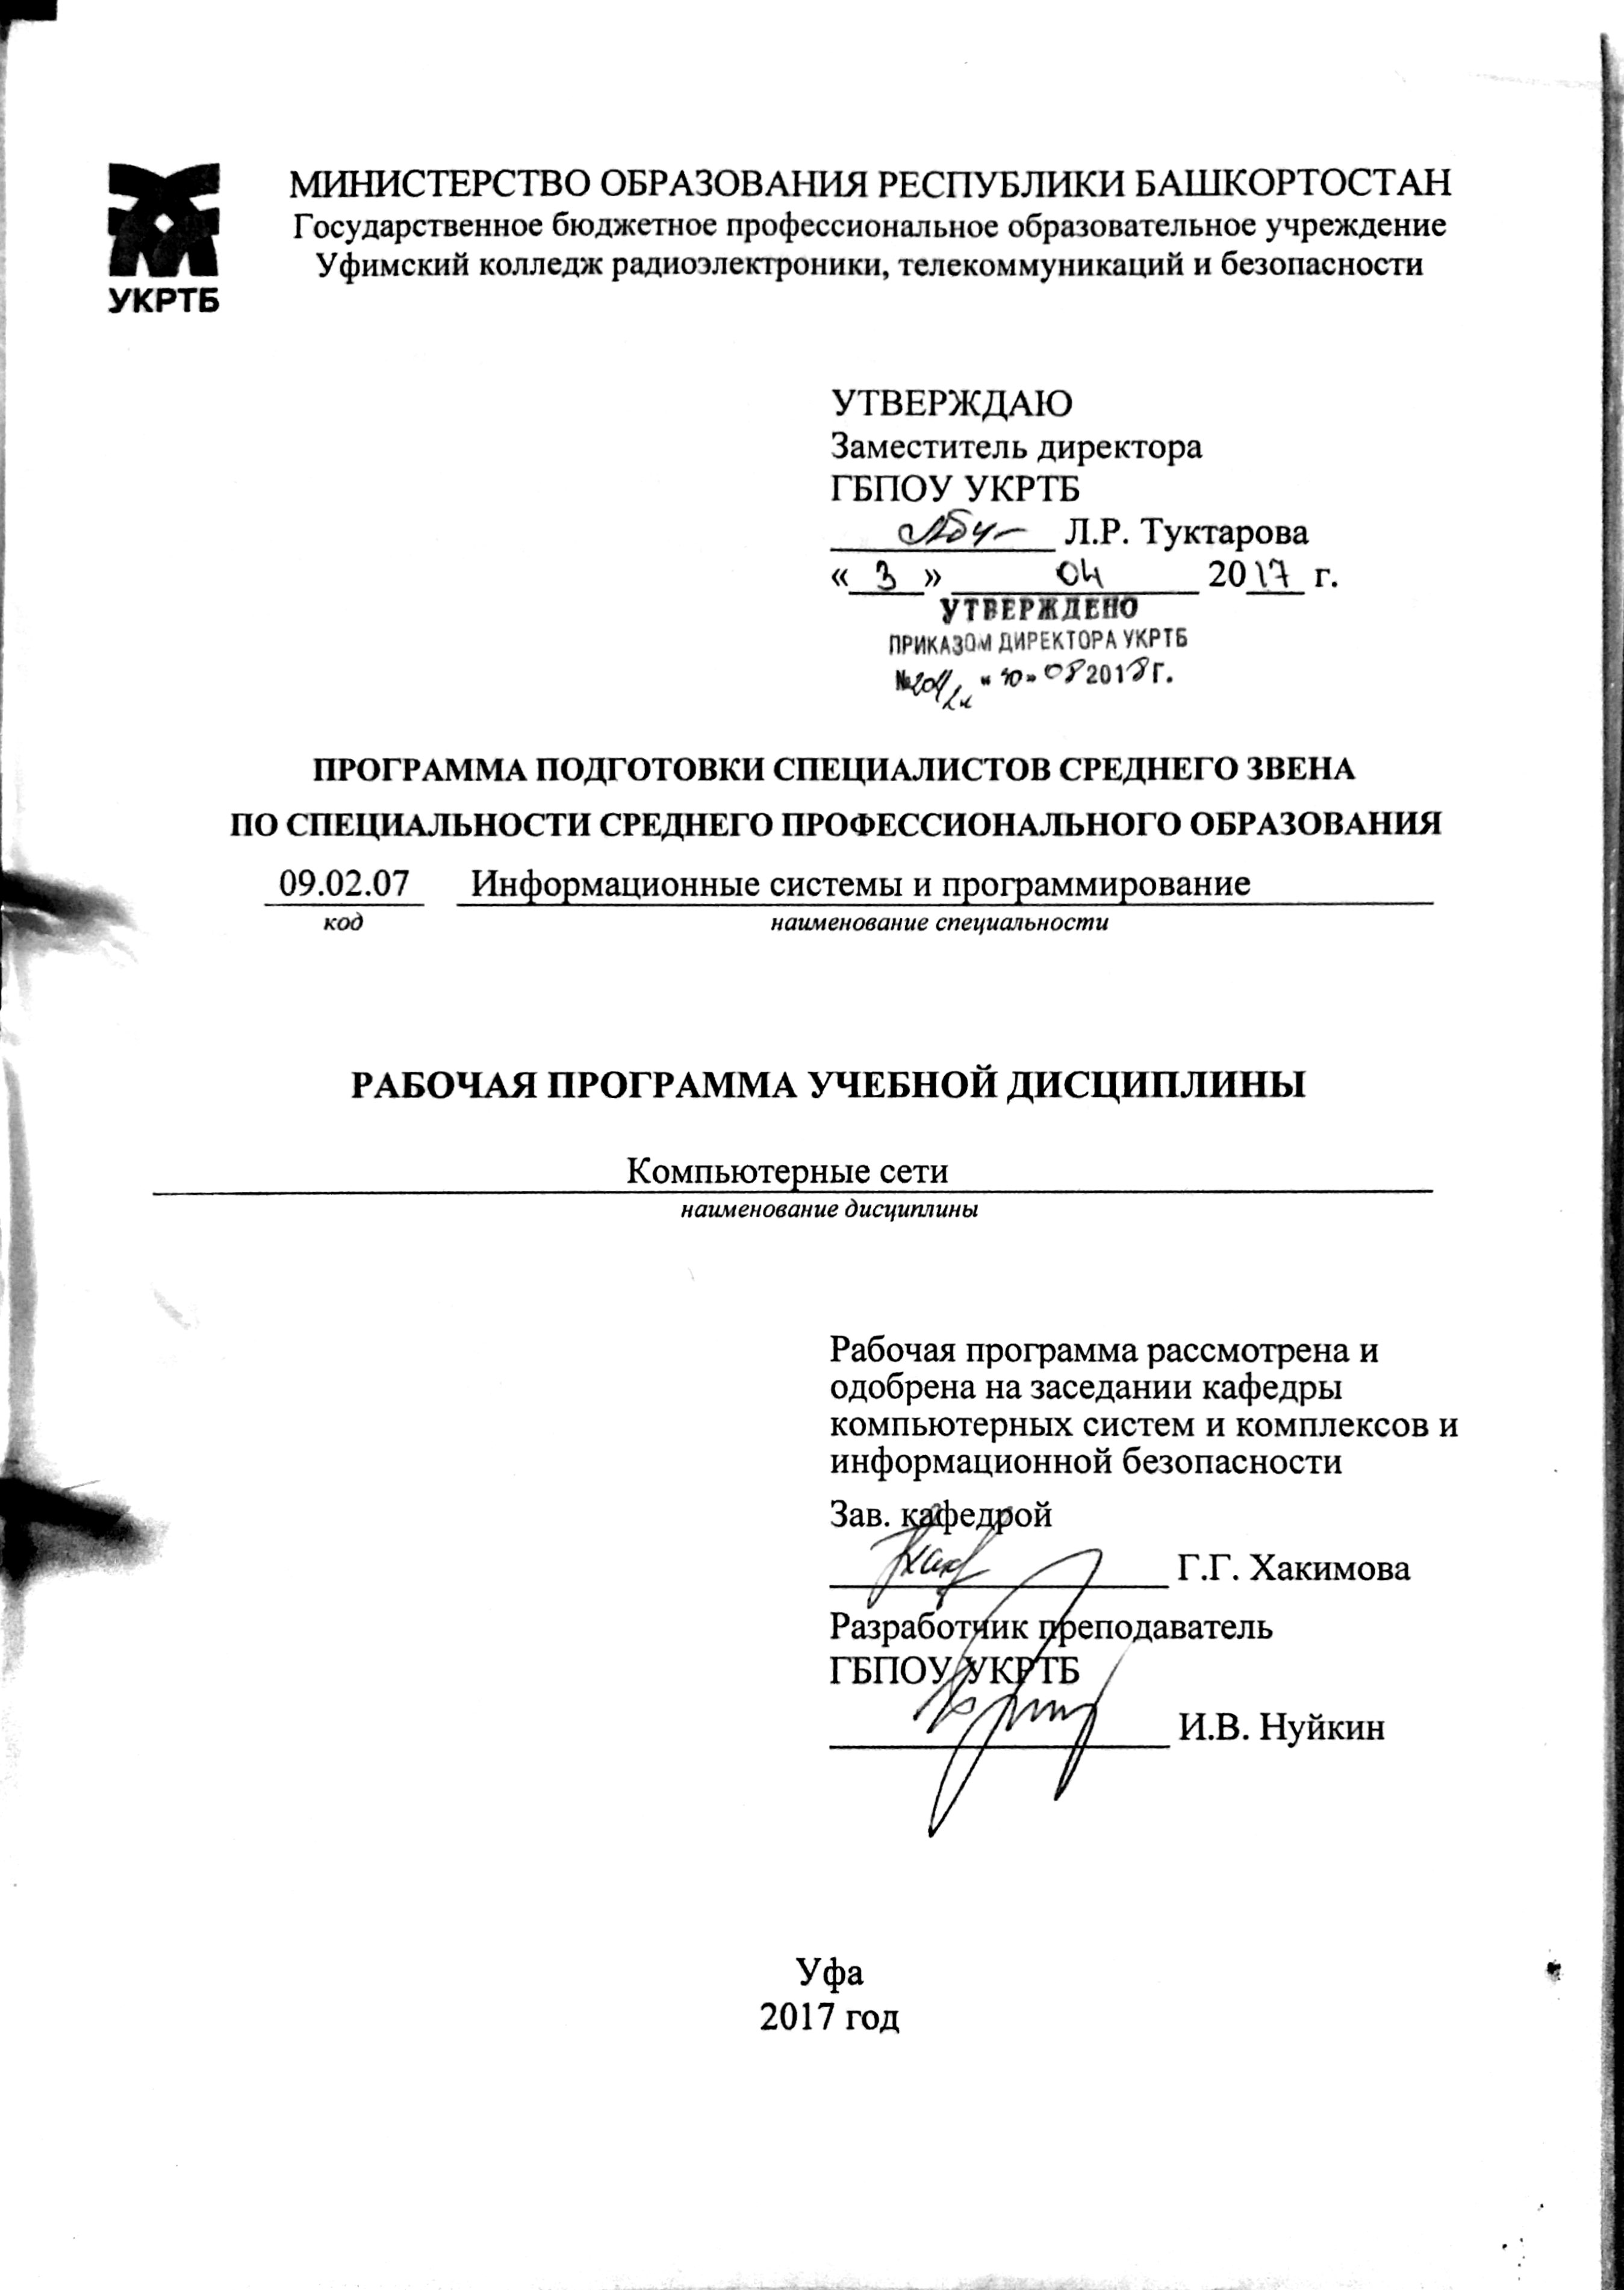 МИНИСТЕРСТВО ОБРАЗОВАНИЯ РЕСПУБЛИКИ БАШКОРТОСТАН
Государственное бюджетное профессиональное образовательное учреждение
Уфимский колледж радиоэлектроники, телекоммуникаций и безопасности
УКРТБ
УТВЕРЖДАЮ
Заместитель директора
ГБПОУ УКРТБ
Л.Р. Туктарова
« 3 » 04 2017 г.
УТВЕРЖДЕНО
ПРИКАЗОМ ДИРЕКТОРА УКРТБ
№ 08 2018 Г.
ПРОГРАММА ПОДГОТОВКИ СПЕЦИАЛИСТОВ СРЕДНЕГО ЗВЕНА
ПО СПЕЦИАЛЬНОСТИ СРЕДНЕГО ПРОФЕССИОНАЛЬНОГО ОБРАЗОВАНИЯ
09.02.07 Информационные системы и программирование
код наименование специальности
РАБОЧАЯ ПРОГРАММА УЧЕБНОЙ ДИСЦИПЛИНЫ
Компьютерные сети
наименование дисциплины
Рабочая программа рассмотрена и
одобрена на заседании кафедры
компьютерных систем и комплексов и
информационной безопасности
Зав. кафедрой
Г.Г. Хакимова
Разработчик преподаватель
ГБПОУ УКРТБ
И.В. Нуйкин
Уфа
2017 год